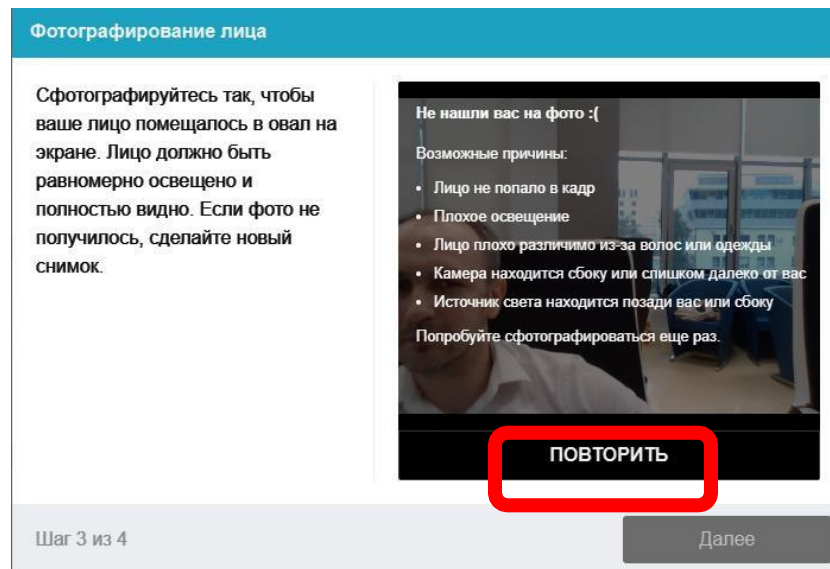 Фотографирование лица
Сфотографируйтесь так, чтобы
ваше лицо помещалось в овал на
экране. Лицо должно быть
равномерно освещено и
полностью видно. Если фото не
получилось, сделайте новый
снимок.
Не нашли вас на фото :(
Возможные причины:
• Лицо не попало в кадр
• Плохое освещение
• Лицо плохо различимо из-за волос или одежды
• Камера находится сбоку или слишком далеко от вас
• Источник света находится позади вас или сбоку
Попробуйте сфотографироваться еще раз.
ПОВТОРИТЬ
Шаг 3 из 4
Далее